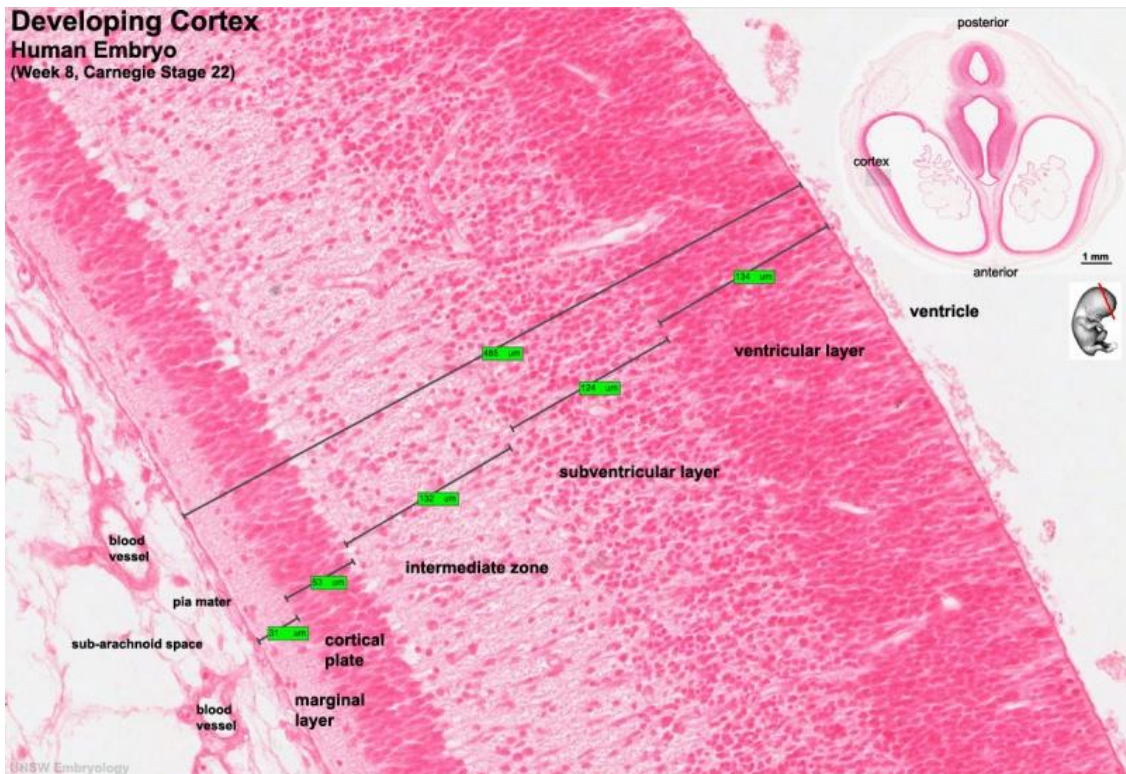 Developing Cortex
Human Embryo
(Week 8, Carnegie Stage 22)
posterior
cortex
anterior
1 mm
134 um
ventricle
ventricular layer
485 um
124 um
subventricular layer
132 um
intermediate zone
blood
vessel
53 um
pia mater
31 um
sub-arachnoid space
cortical
plate
marginal
layer
blood
vessel
UNSW Embryology